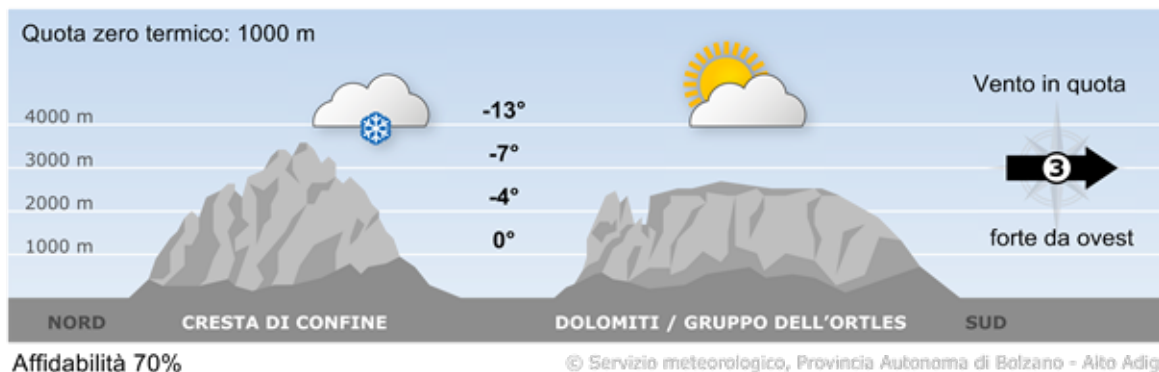 Quota zero termico: 1000 m
Vento in quota
4000 m
-13°
3000 m
-7°
3
2000 m
-4°
1000 m
0°
forte da ovest
NORD
CRESTA DI CONFINE
DOLOMITI / GRUPPO DELL'ORTLES
SUD
Affidabilità 70%
© Servizio meteorologico, Provincia Autonoma di Bolzano - Alto Adig